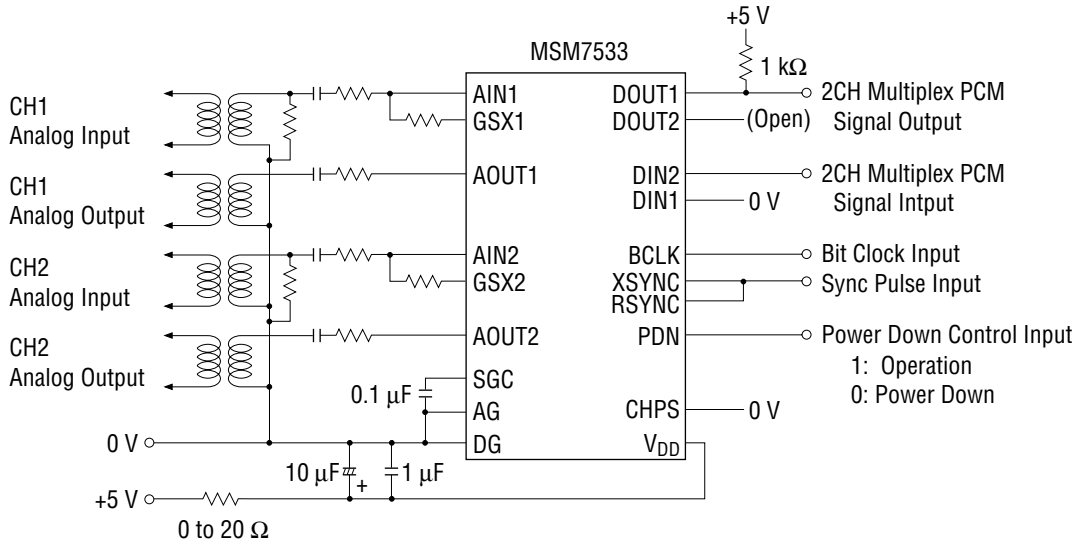 +5 V
MSM7533
1 kΩ
CH1
Analog Input
AIN1
GSX1
DOUT1
DOUT2
(Open)
2CH Multiplex PCM
Signal Output
CH1
Analog Output
AOUT1
DIN2
DIN1
0 V
2CH Multiplex PCM
Signal Intput
CH2
Analog Input
AIN2
GSX2
BCLK
XSYNC
RSYNC
Bit Clock Input
Sync Pulse Input
CH2
Analog Output
AOUT2
PDN
Power Down Control Input
1: Operation
0: Power Down
0.1 μF
SGC
AG
CHPS
0 V
0 V
DG
VDD
10 μF
+
1 μF
+5 V
0 to 20 Ω